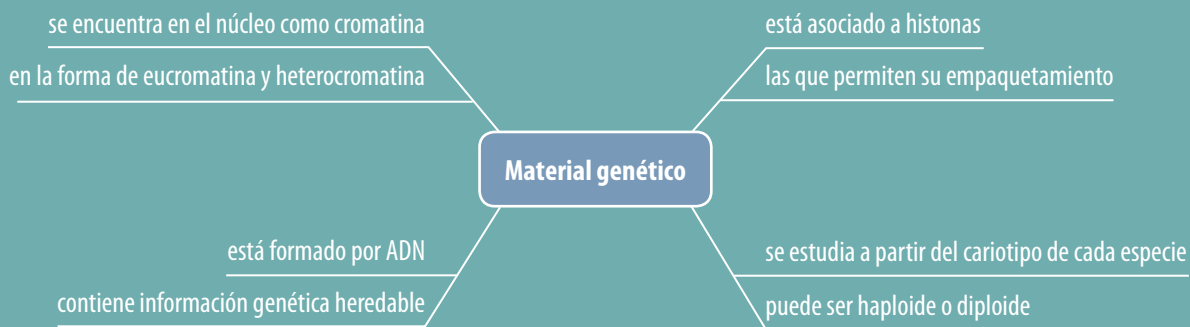 se encuentra en el núcleo como cromatina
en la forma de eucromatina y heterocromatina
está asociado a histonas
las que permiten su empaquetamiento
Material genético
está formado por ADN
contiene información genética heredable
se estudia a partir del cariotipo de cada especie
puede ser haploide o diploide